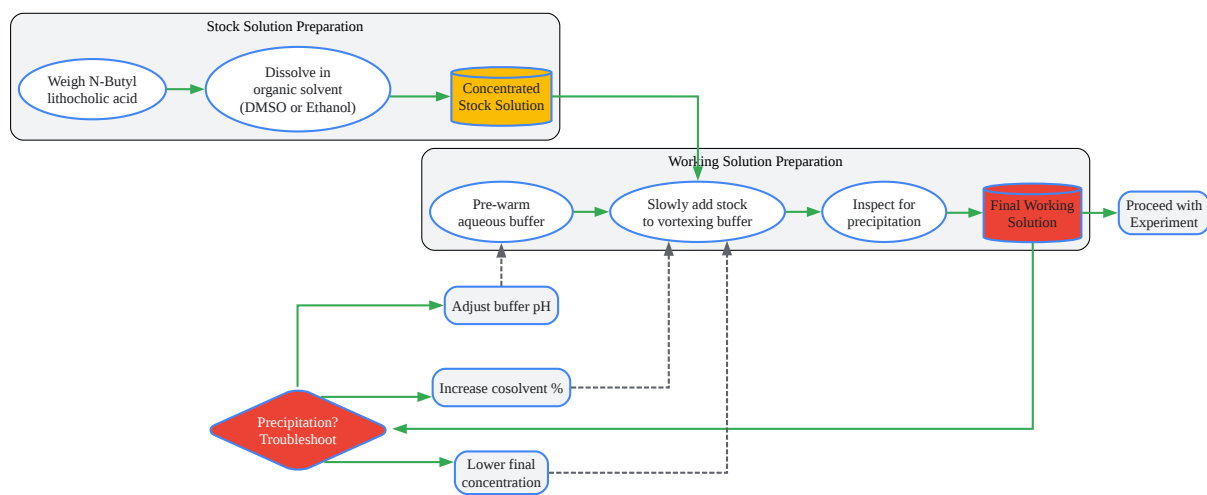 Stock Solution Preparation
Weigh N-Butyl
lithocholic acid
Dissolve in
organic solvent
(DMSO or Ethanol)
Concentrated
Stock Solution
Working Solution Preparation
Pre-warm
aqueous buffer
Slowly add stock
to vortexing buffer
Inspect for
precipitation
Final Working
Solution
Proceed with
Experiment
Adjust buffer pH
Increase cosolvent %
Precipitation?
Troubleshoot
Lower final
concentration